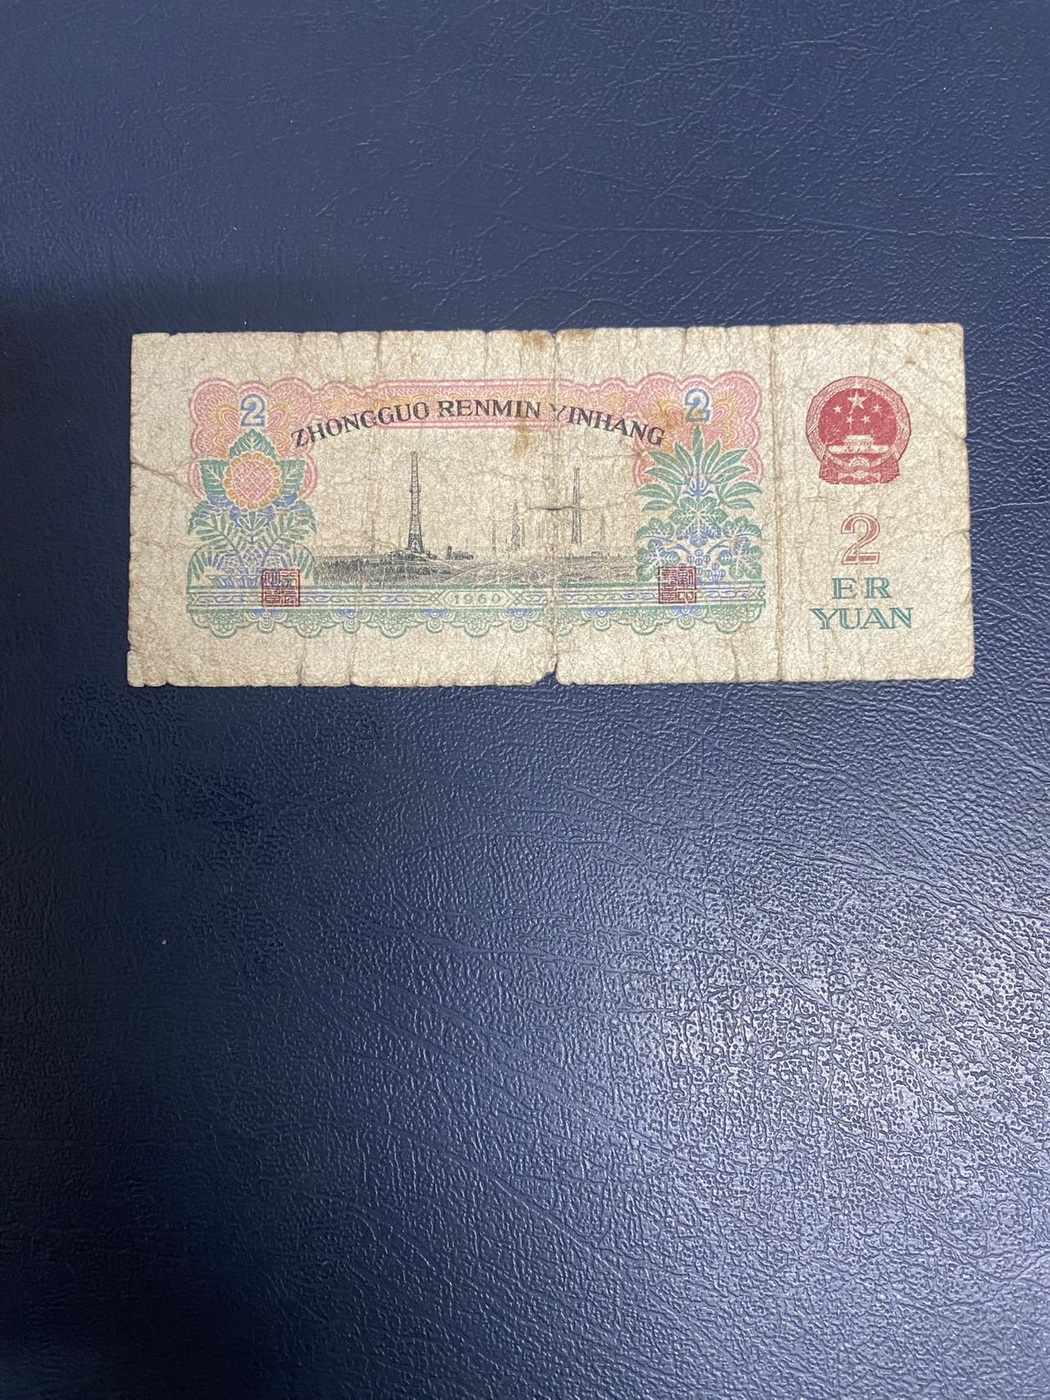 2
2
ZHONGGUO RENMIN YINHANG
1960
2
ER
YUAN